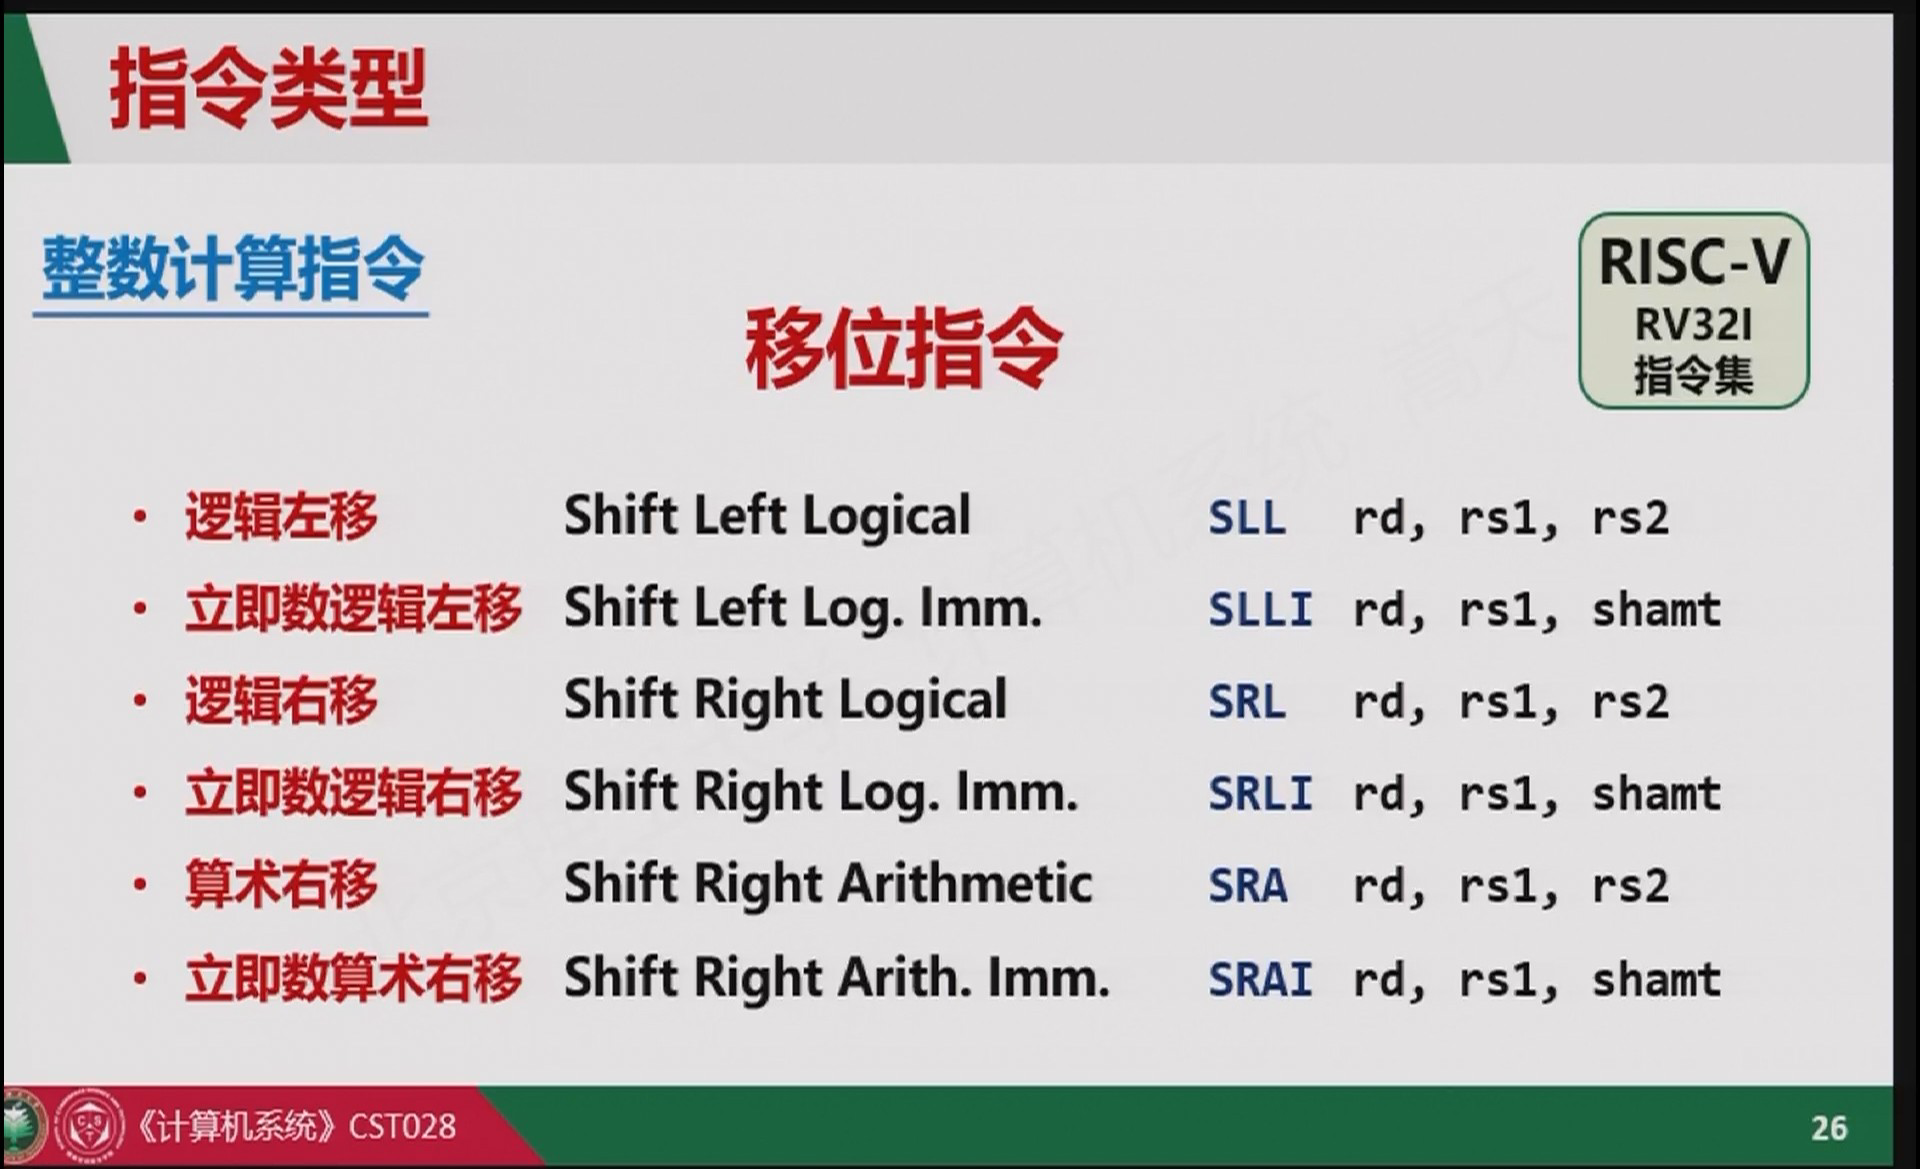 指令类型
整数计算指令
移位指令
RISC-V
RV32I
指令集
• 逻辑左移 Shift Left Logical SLL rd, rs1, rs2
• 立即数逻辑左移 Shift Left Log. Imm. SLLI rd, rs1, shamt
• 逻辑右移 Shift Right Logical SRL rd, rs1, rs2
• 立即数逻辑右移 Shift Right Log. Imm. SRLI rd, rs1, shamt
• 算术右移 Shift Right Arithmetic SRA rd, rs1, rs2
• 立即数算术右移 Shift Right Arith. Imm. SRAI rd, rs1, shamt
《计算机系统》CST028
26